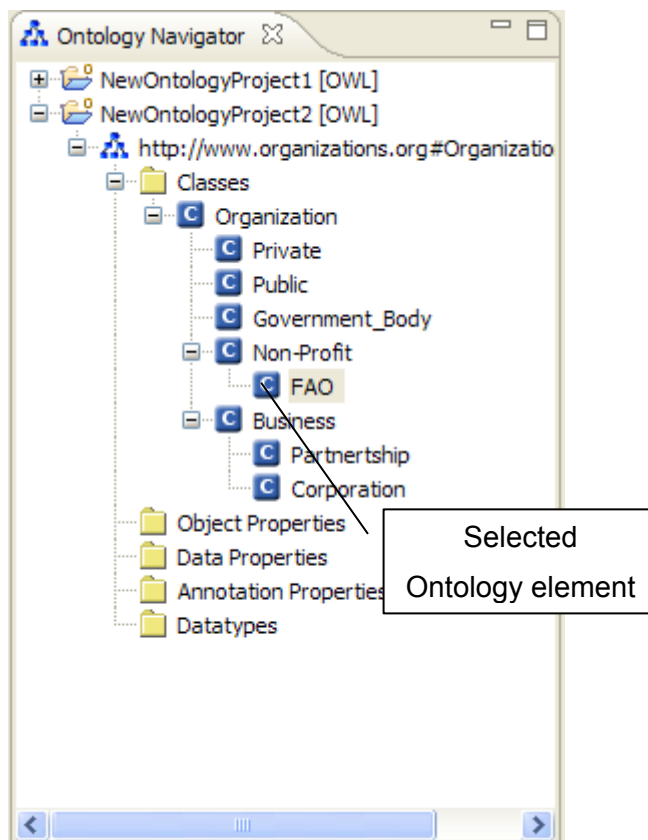 Ontology Navigator
NewOntologyProject1 [OWL]
NewOntologyProject2 [OWL]
http://www.organizations.org#Organizatio
Classes
Organization
Private
Public
Government_Body
Non-Profit
FAO
Business
Partnertship
Corporation
Object Properties
Data Properties
Annotation Properties
Datatypes
Selected
Ontology element